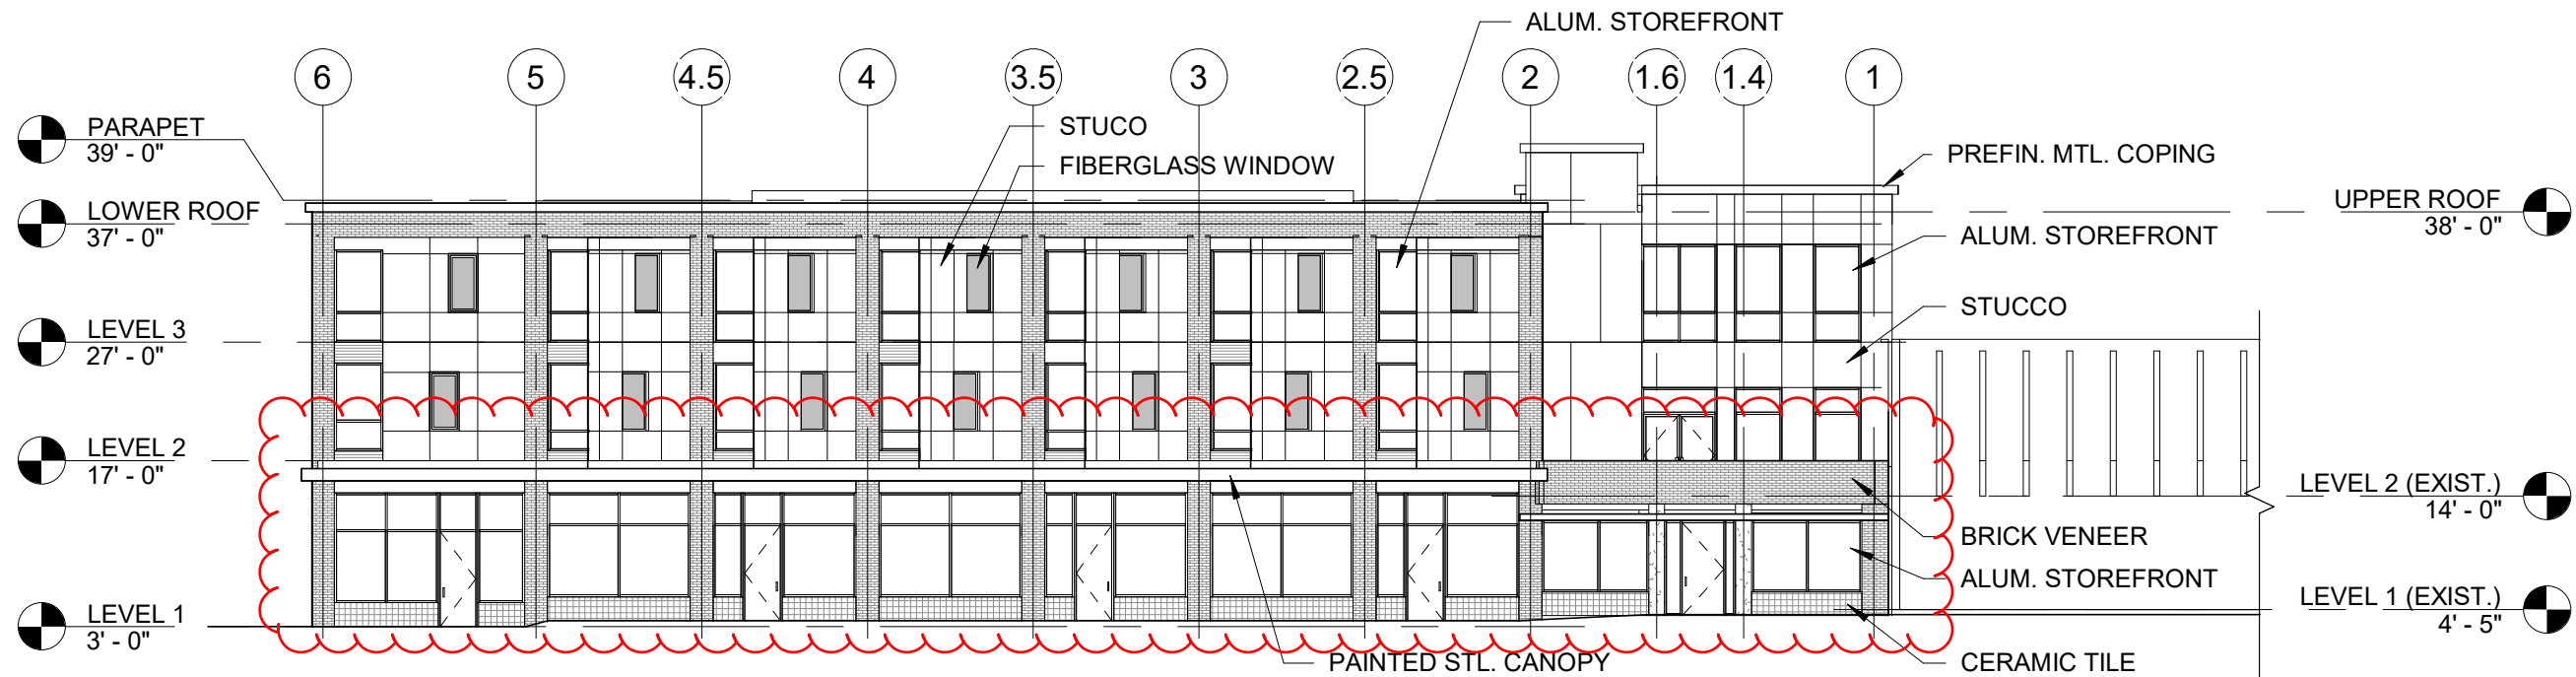 ALUM. STOREFRONT
6
5
4.5
4
3.5
3
2.5
2
1.6
1.4
1
PARAPET
39' - 0"
STUCO
FIBERGLASS WINDOW
PREFIN. MTL. COPING
LOWER ROOF
37' - 0"
UPPER ROOF
38' - 0"
ALUM. STOREFRONT
STUCCO
LEVEL 3
27' - 0"
LEVEL 2
17' - 0"
LEVEL 2 (EXIST.)
14' - 0"
BRICK VENEER
ALUM. STOREFRONT
LEVEL 1
3' - 0"
LEVEL 1 (EXIST.)
4' - 5"
PAINTED STL. CANOPY
CERAMIC TILE